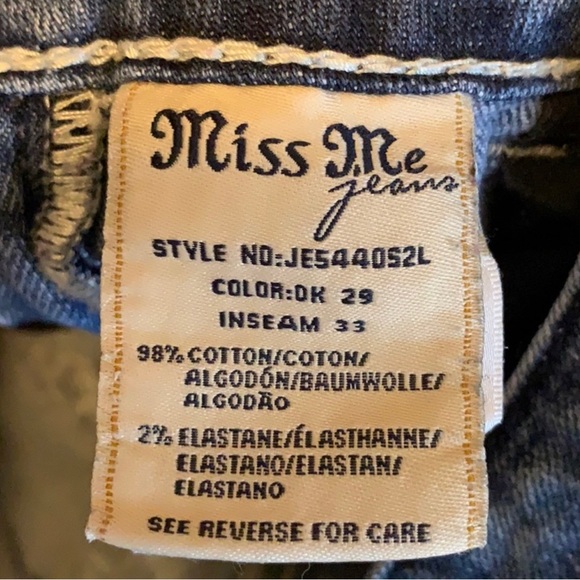 Miss Me
jeans
STYLE NO:JE5440S2L
COLOR:DK 29
INSEAM 33
98% COTTON/COTON/
ALGODÓN/BAUMWOLLE/
ALGODÃO
2% ELASTANE/ÉLASTHANNE/
ELASTANO/ELASTAN/
ELASTANO
SEE REVERSE FOR CARE